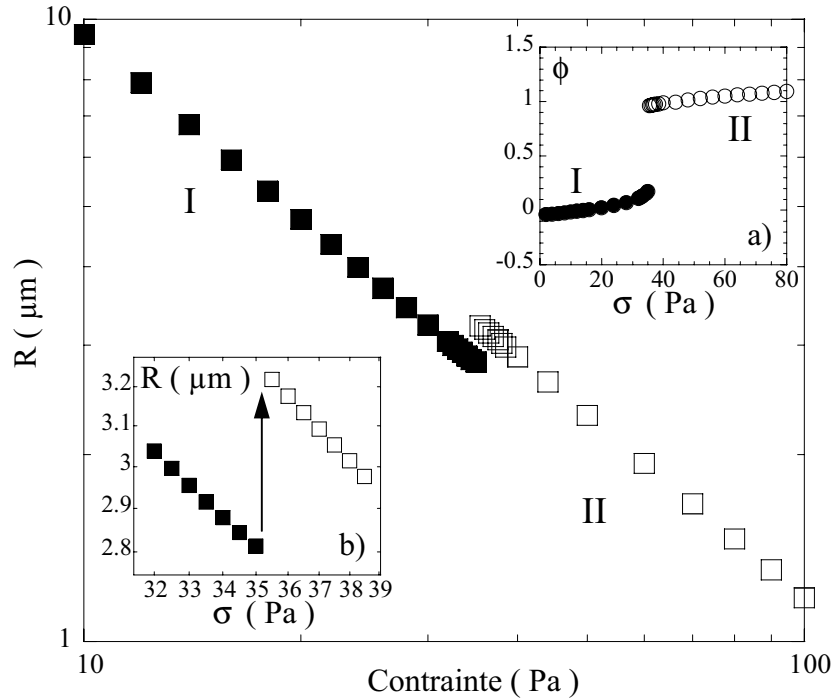 10
1.5
ϕ
1
II
0.5
I
I
0
a)
-0.5
0 20 40 60 80
σ ( Pa )
R ( µm )
R ( µm )
3.2
3.1
3
2.9
2.8
b)
II
32 33 34 35 36 37 38 39
σ ( Pa )
1
10 100
Contrainte ( Pa )